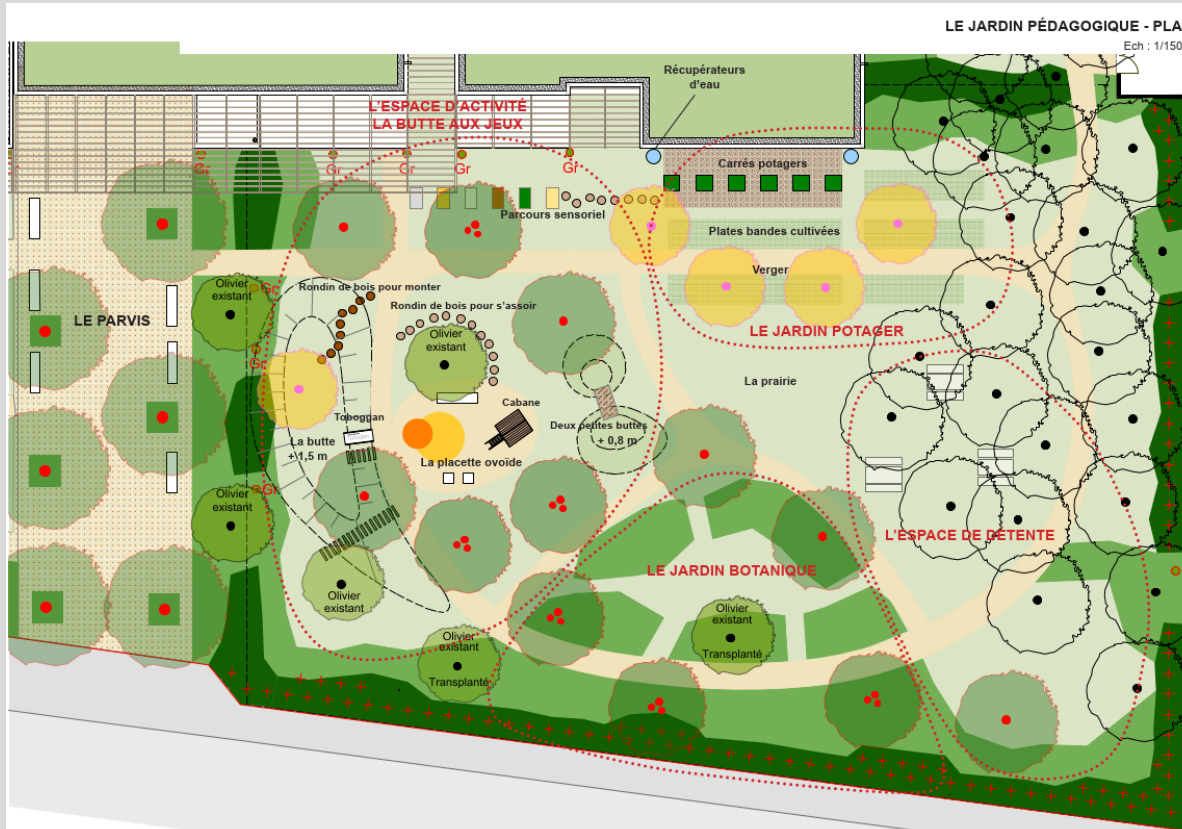 LE JARDIN PÉDAGOGIQUE - PLA
Ech : 1/150
Récupérateurs
d'eau
L'ESPACE D'ACTIVITÉ
LA BUTTE AUX JEUX
Gr
Gr
Gr
Gr
Gr
Carrés potagers
Parcours sensoriel
Plates bandes cultivées
Verger
LE JARDIN POTAGER
Olivier
existant
Gr
Rondin de bois pour monter
Rondin de bois pour s'assoir
LE PARVIS
Olivier
existant
Gr
La prairie
Cabane
Toboggan
Deux petites buttes
+ 0,8 m
La butte
+ 1,5 m
La placette ovoïde
Olivier
existant
Gr
L'ESPACE DE DÉTENTE
LE JARDIN BOTANIQUE
Olivier
existant
Olivier
existant
Transplanté
Olivier
existant
Transplanté